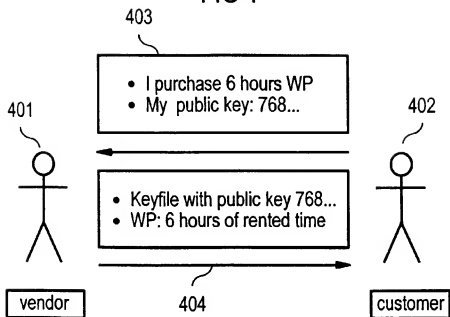 403
• I purchase 6 hours WP
• My public key: 768...
401
402
• Keyfile with public key 768...
• WP: 6 hours of rented time
vendor
404
customer